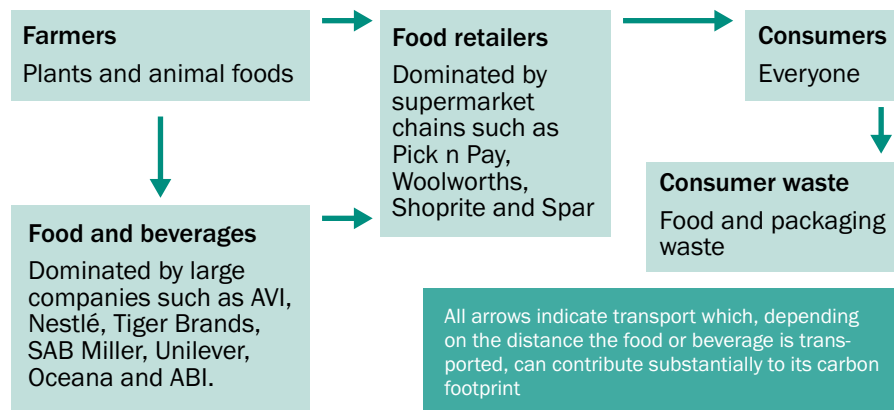 Farmers
Plants and animal foods
Food retailers
Dominated by
supermarket
chains such as
Pick n Pay,
Woolworths,
Shoprite and Spar
Consumers
Everyone
Consumer waste
Food and packaging
waste
Food and beverages
Dominated by large
companies such as AVI,
Nestlé, Tiger Brands,
SAB Miller, Unilever,
Oceana and ABI.
All arrows indicate transport which, depending
on the distance the food or beverage is trans-
ported, can contribute substantially to its carbon
footprint